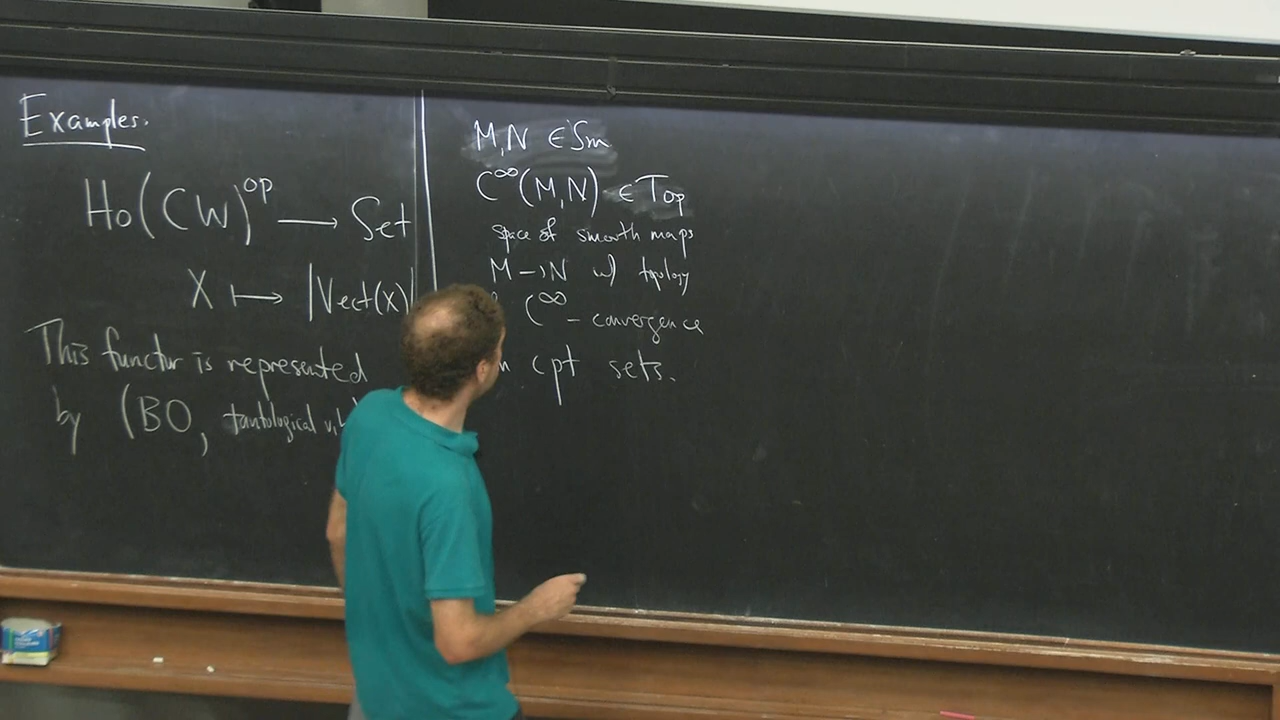 Examples.
Ho(CW)^op ⟶ Set
X ⟼ |Vect(X)|
This functor is represented
by (BO, tautological v.b.
M,N ∈ Sm
C^∞(M,N) ∈ Top
space of smooth maps
M → N w/ topology
C^∞ - convergence
cpt sets.